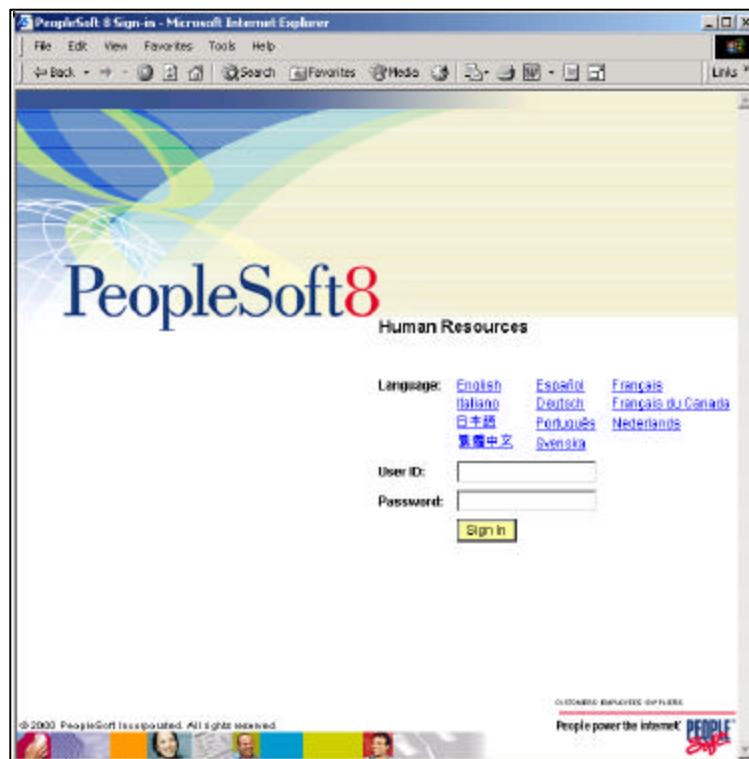 PeopleSoft 8 Sign-in - Microsoft Internet Explorer
File Edit View Favorites Tools Help
Back Search Favorites Media Links
PeopleSoft8
Human Resources
Language: English Español Français
Italiano Deutsch Français du Canada
日本語 Português Nederlands
繁體中文 Svenska
User ID:
Password:
Sign In
CUSTOMERS EMPLOYEES SUPPLIERS
© 2000 PeopleSoft Incorporated. All rights reserved.
People power the internet.
PEOPLE
Soft